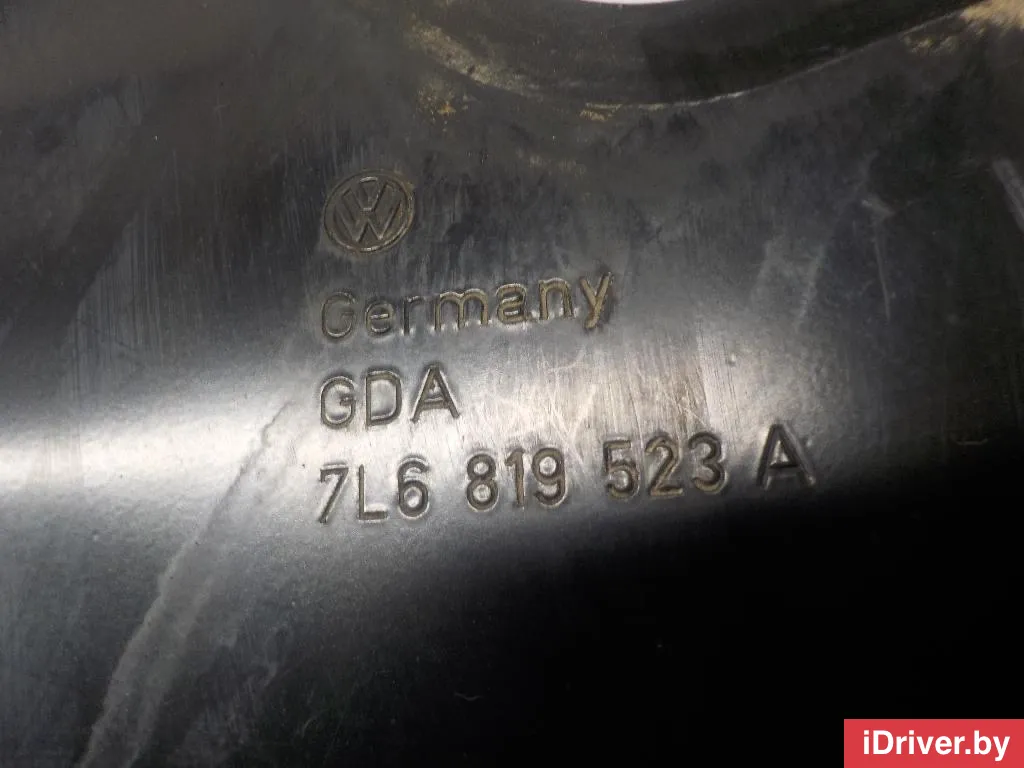 Germany
GDA
7L6 819 523 A
iDriver.by